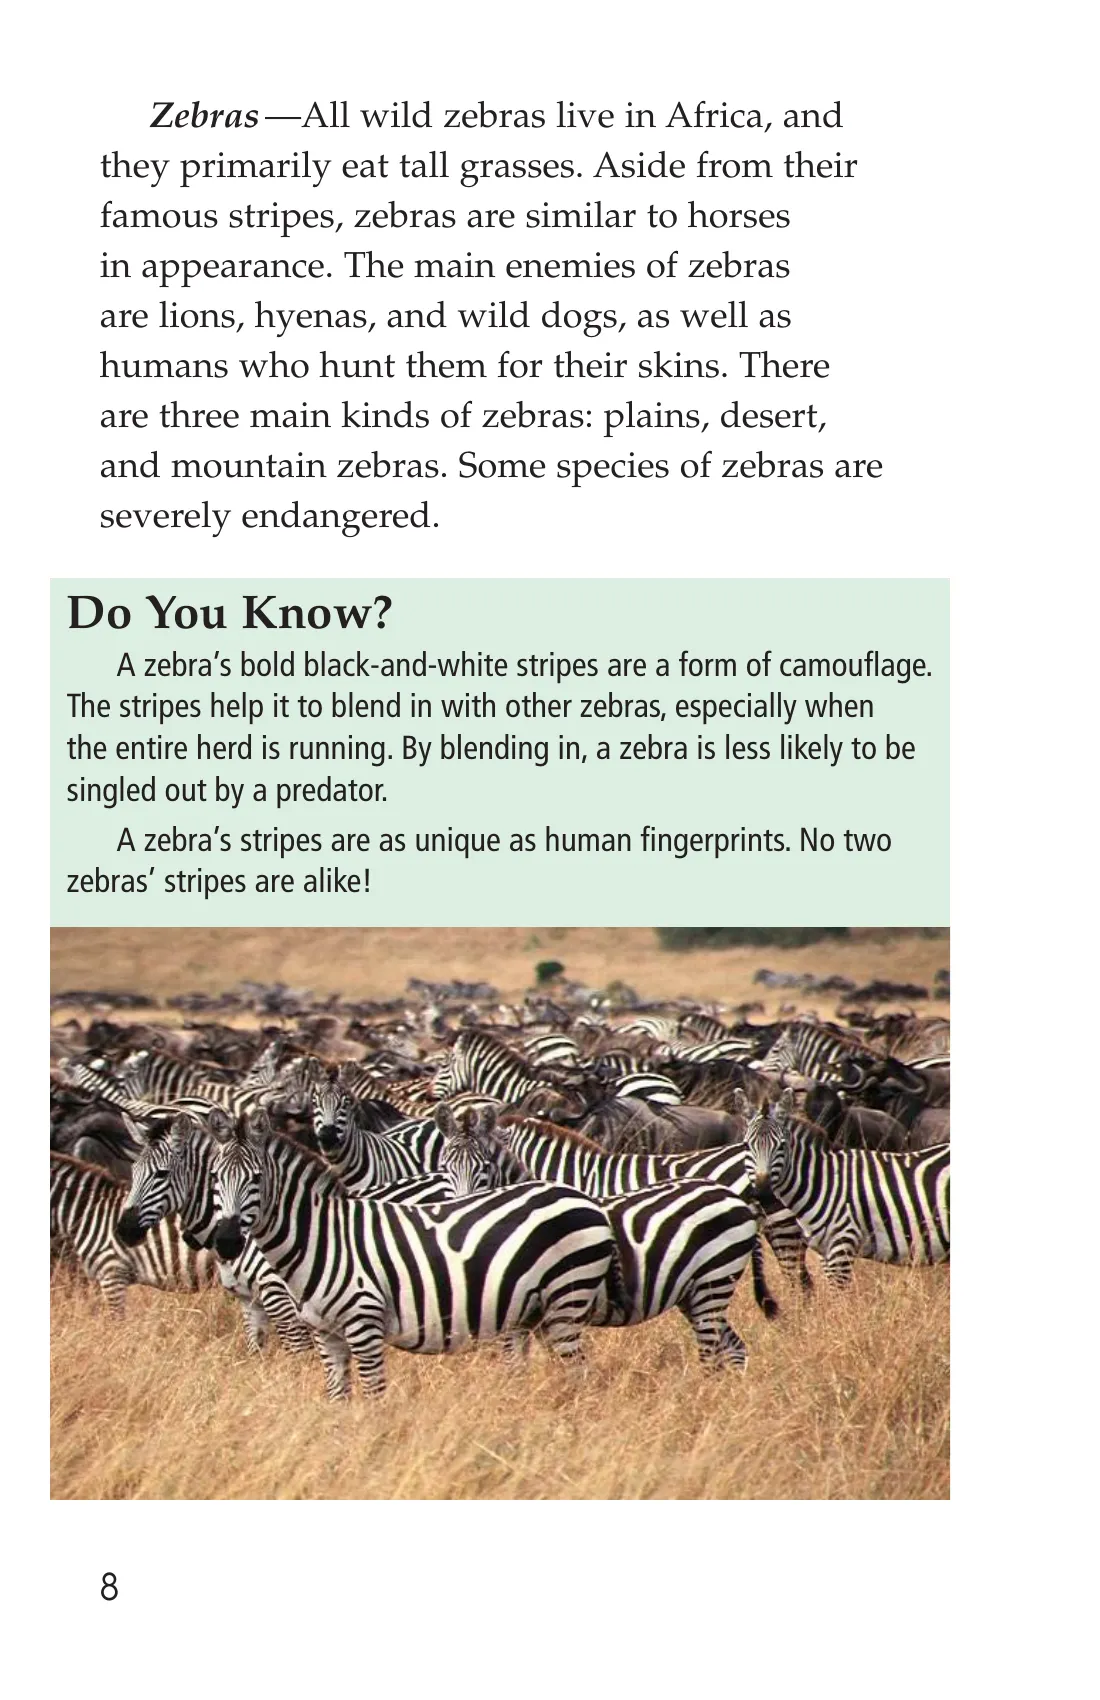 Zebras—All wild zebras live in Africa, and
they primarily eat tall grasses. Aside from their
famous stripes, zebras are similar to horses
in appearance. The main enemies of zebras
are lions, hyenas, and wild dogs, as well as
humans who hunt them for their skins. There
are three main kinds of zebras: plains, desert,
and mountain zebras. Some species of zebras are
severely endangered.
Do You Know?
A zebra’s bold black-and-white stripes are a form of camouflage.
The stripes help it to blend in with other zebras, especially when
the entire herd is running. By blending in, a zebra is less likely to be
singled out by a predator.
A zebra’s stripes are as unique as human fingerprints. No two
zebras’ stripes are alike!
8